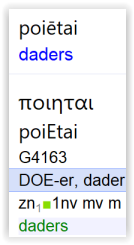 poiētai
daders
ποιηται
poiEtai
G4163
DOE-er, dader
zn₁■1nv mv m
daders